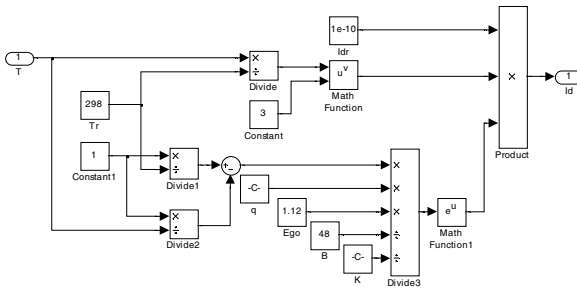 1e-10
Idr
1
T
×
÷
Divide
u^v
Math
Function
×
1
Id
298
Tr
3
Constant
Product
1
Constant1
×
÷
Divide1
+
-
×
-C-
q
×
×
÷
Divide2
1.12
Ego
×
48
B
÷
-C-
K
÷
Divide3
e^u
Math
Function1